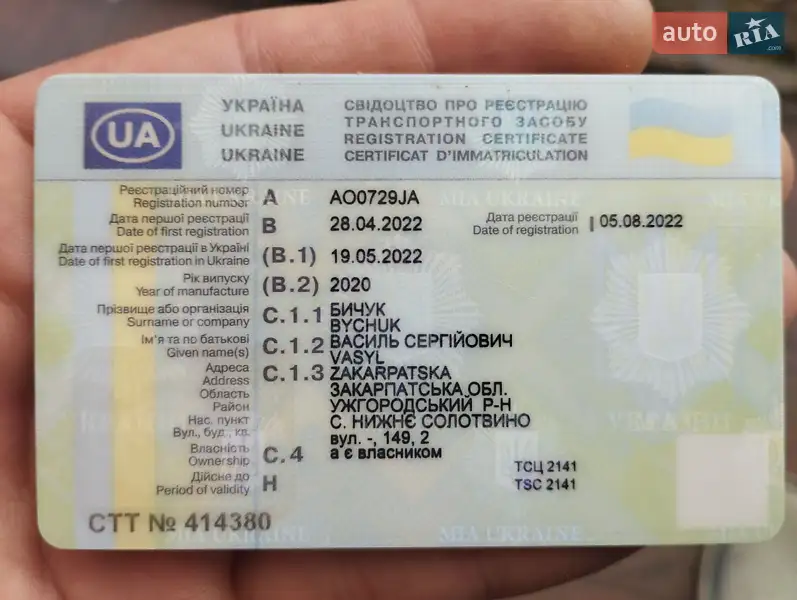 auto RIA .com
УКРАЇНА СВІДОЦТВО ПРО РЕЄСТРАЦІЮ
UKRAINE ТРАНСПОРТНОГО ЗАСОБУ
UKRAINE REGISTRATION CERTIFICATE
CERTIFICAT D'IMMATRICULATION
UA
Реєстраційний номер
Registration number A AO0729JA
Дата першої реєстрації
Date of first registration B 28.04.2022
Дата реєстрації
Date of registration 05.08.2022
Дата першої реєстрації в Україні
Date of first registration in Ukraine (B.1) 19.05.2022
Рік випуску
Year of manufacture (B.2) 2020
Прізвище або організація
Surname or company C.1.1 БИЧУК
BYCHUK
Ім'я та по батькові
Given name(s) C.1.2 ВАСИЛЬ СЕРГІЙОВИЧ
VASYL
Адреса
Address
Область
Район
Нас. пункт
Вул., буд., кв.
C.1.3 ZAKARPATSKA
ЗАКАРПАТСЬКА ОБЛ.
УЖГОРОДСЬКИЙ Р-Н
С. НИЖНЄ СОЛОТВИНО
вул. -, 149, 2
Власність
Ownership C.4 а є власником
Дійсне до
Period of validity H
ТСЦ 2141
TSC 2141
СТТ № 414380
MIA UKRAINE